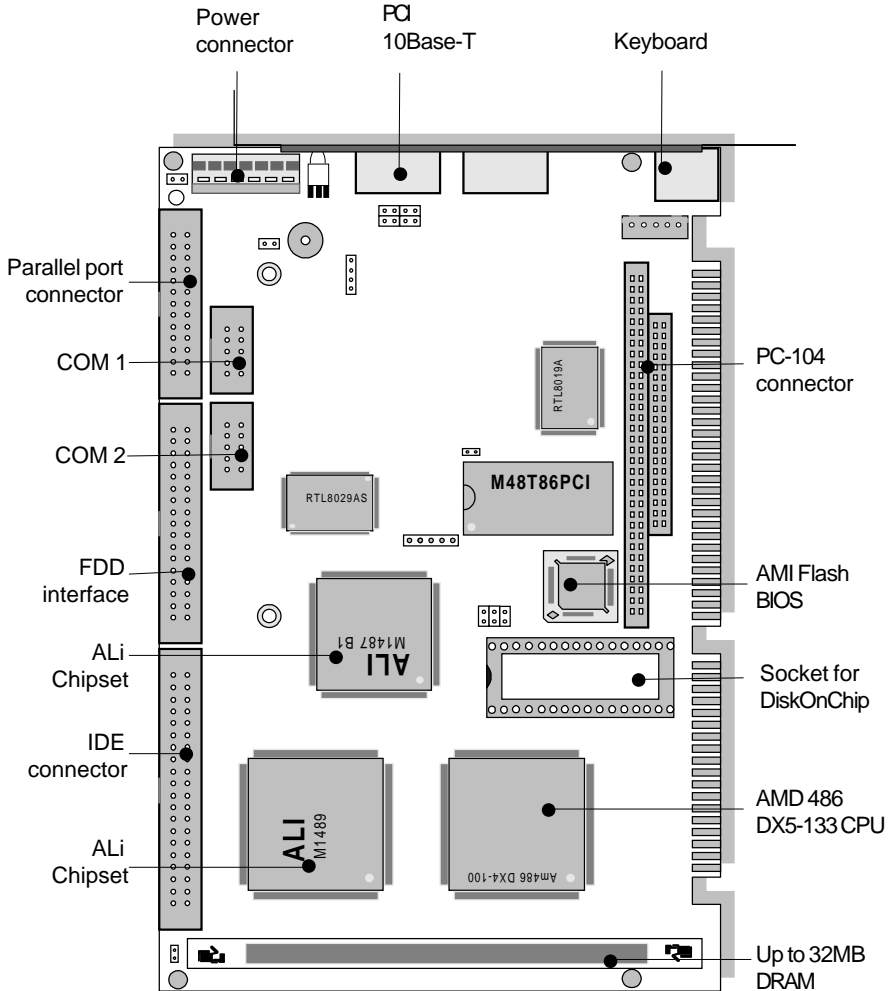 Power
connector
PCI
10Base-T
Keyboard
Parallel port
connector
COM 1
COM 2
FDD
interface
ALi
Chipset
IDE
connector
ALi
Chipset
RTL8019A
M48T86PCI
RTL8029AS
ALI
M1487 B1
ALI
M1489
Am486 DX4-100
PC-104
connector
AMI Flash
BIOS
Socket for
DiskOnChip
AMD 486
DX5-133 CPU
Up to 32MB
DRAM